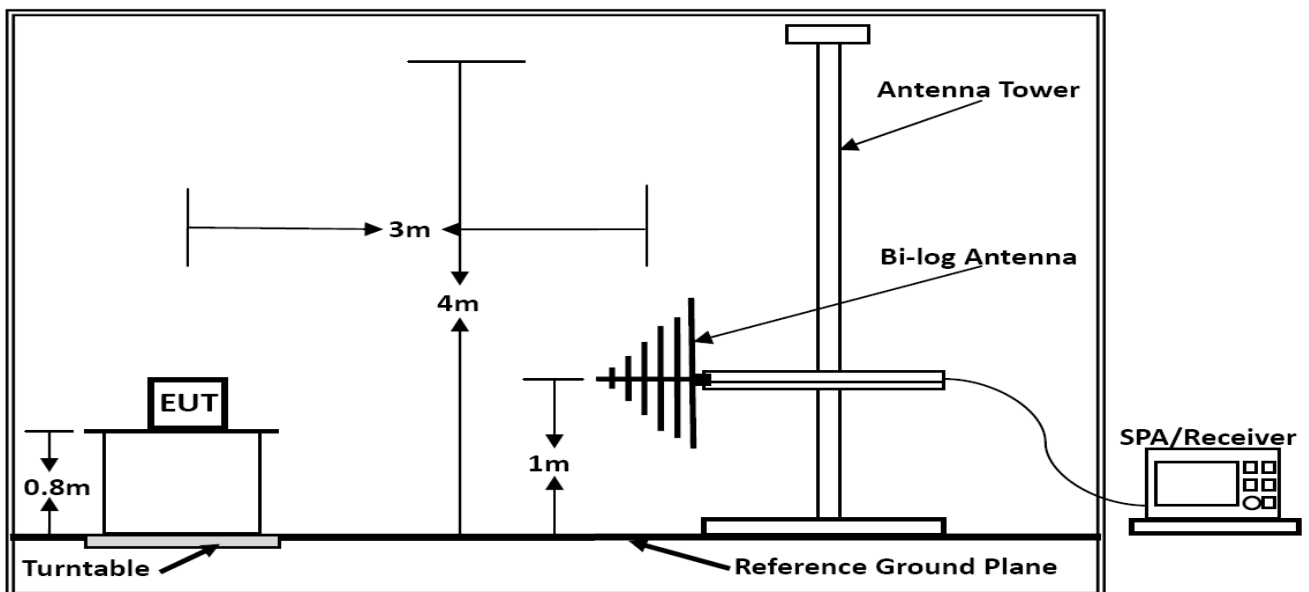 Antenna Tower
3m
Bi-log Antenna
4m
EUT
SPA/Receiver
1m
0.8m
Turntable
Reference Ground Plane